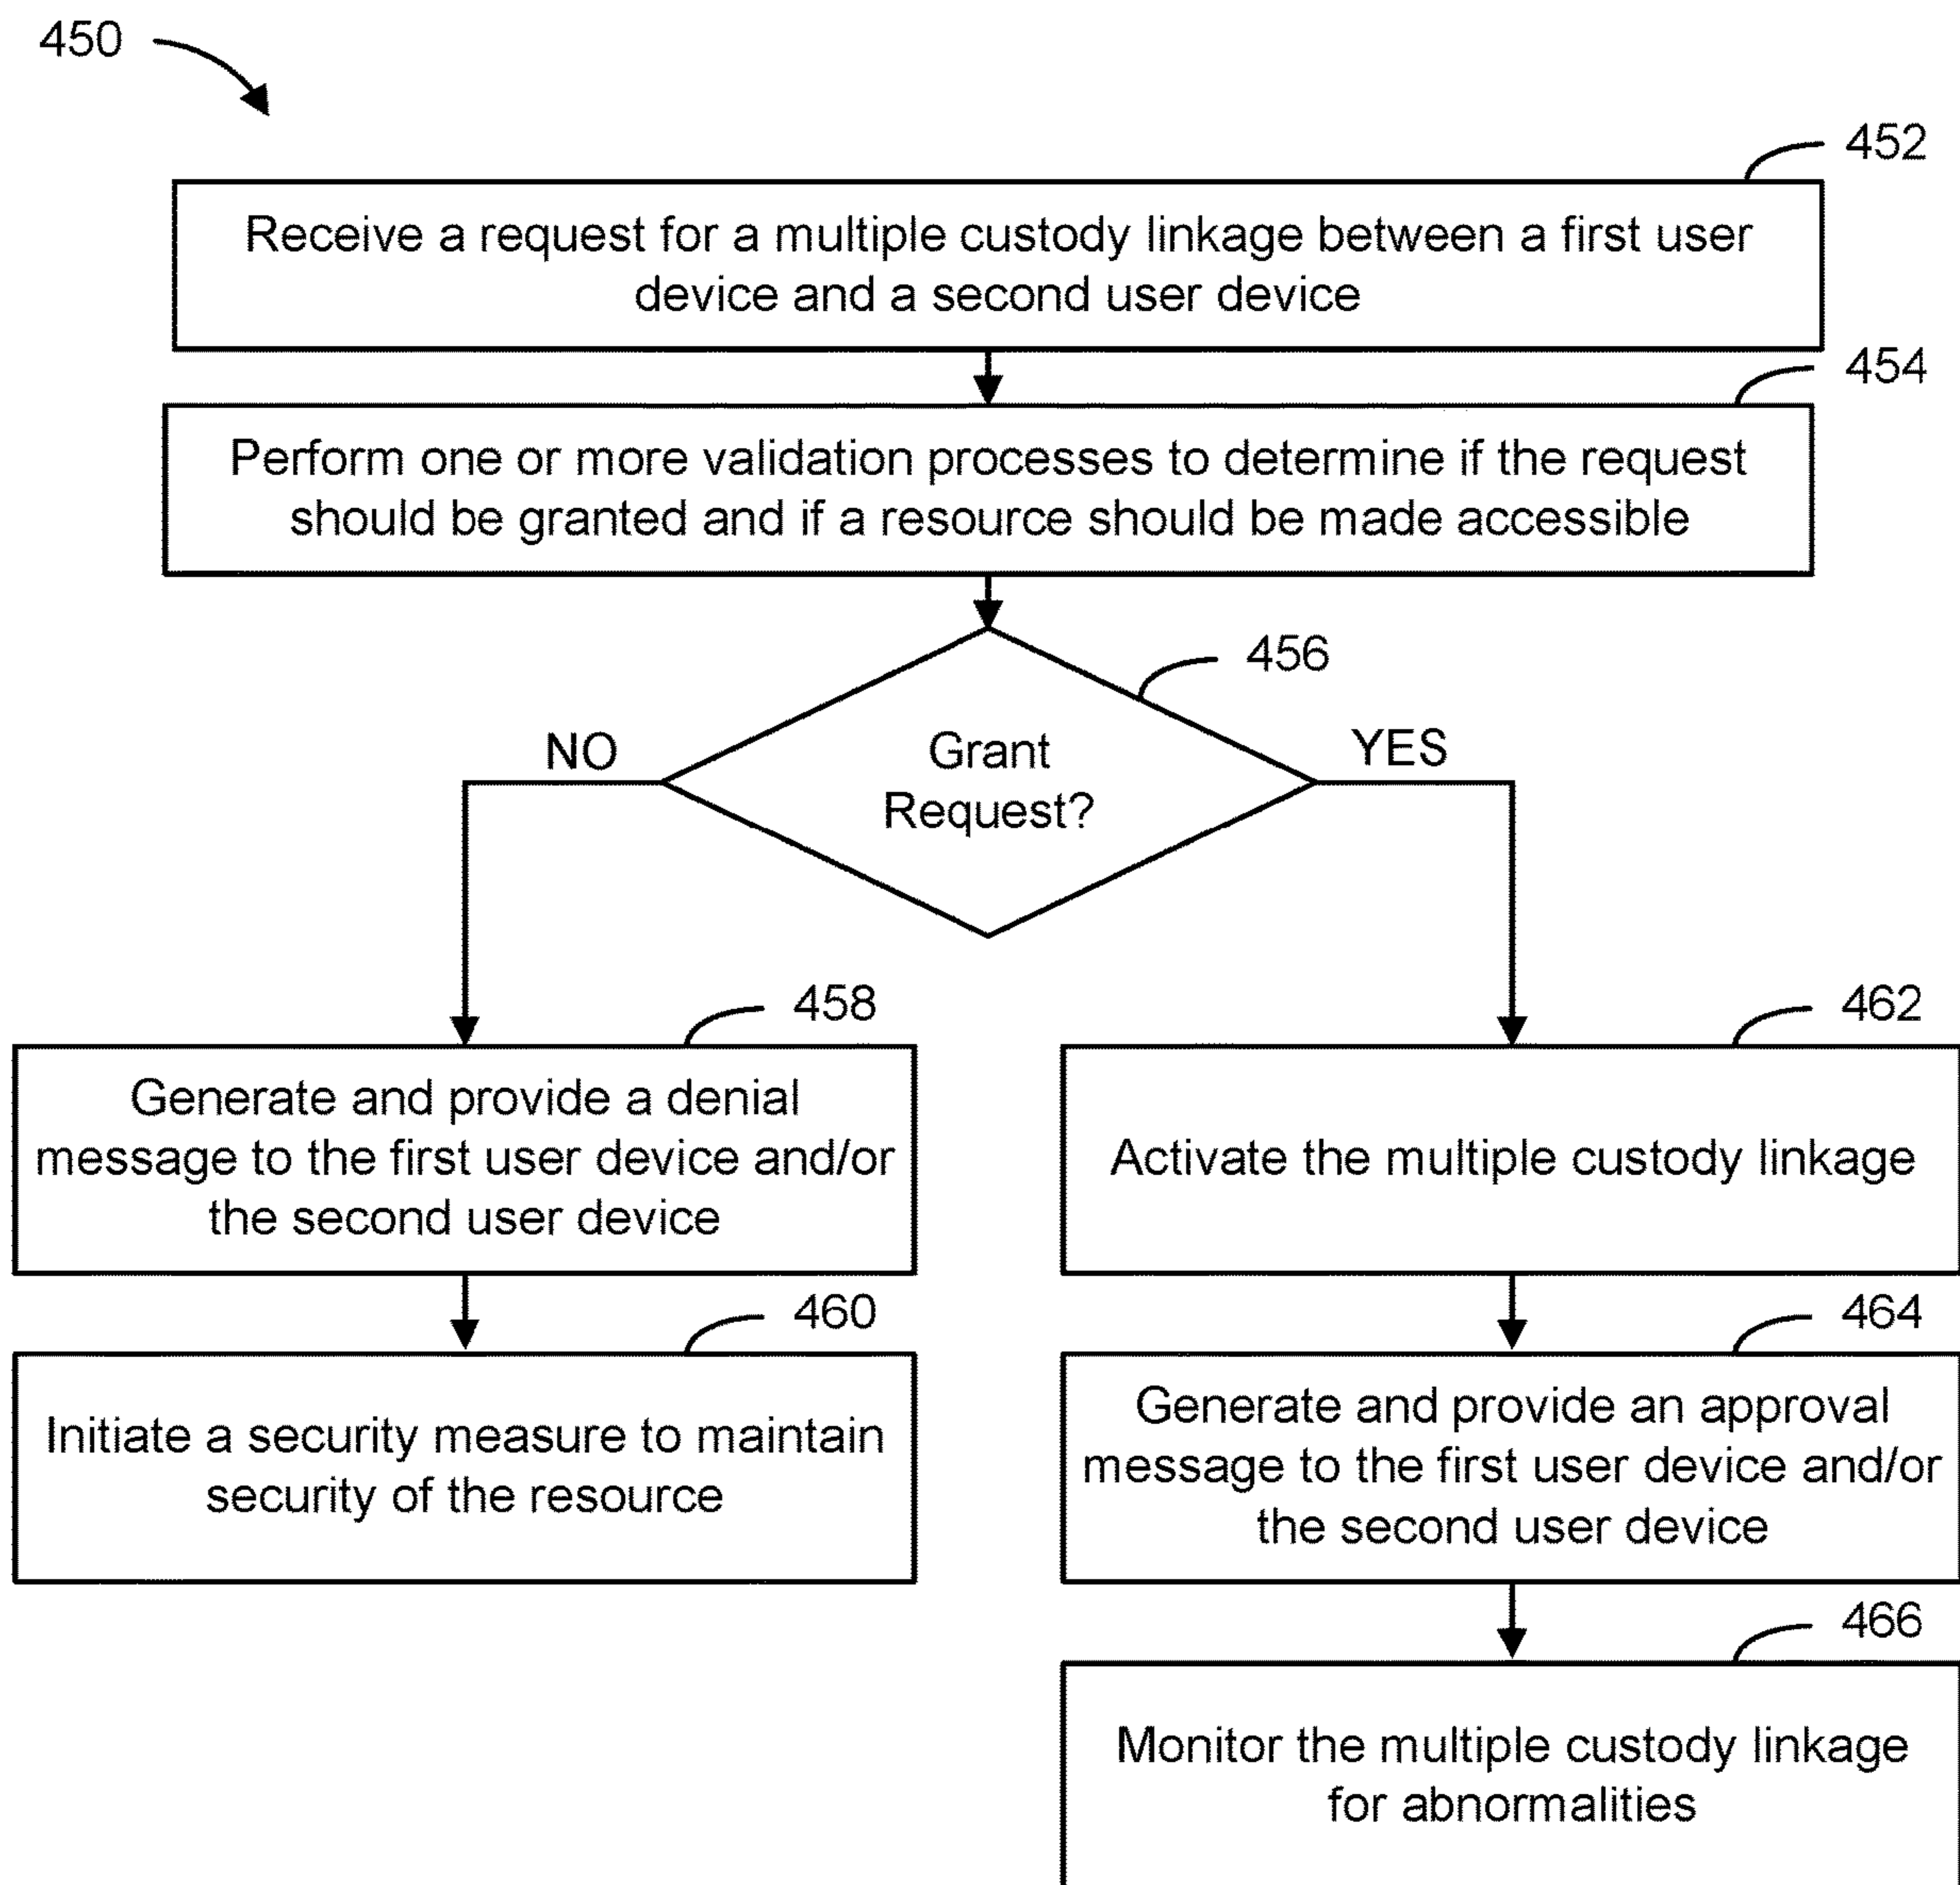 450
452
Receive a request for a multiple custody linkage between a first user
device and a second user device
454
Perform one or more validation processes to determine if the request
should be granted and if a resource should be made accessible
456
Grant
Request?
NO
YES
458
Generate and provide a denial
message to the first user device and/or
the second user device
460
Initiate a security measure to maintain
security of the resource
462
Activate the multiple custody linkage
464
Generate and provide an approval
message to the first user device and/or
the second user device
466
Monitor the multiple custody linkage
for abnormalities